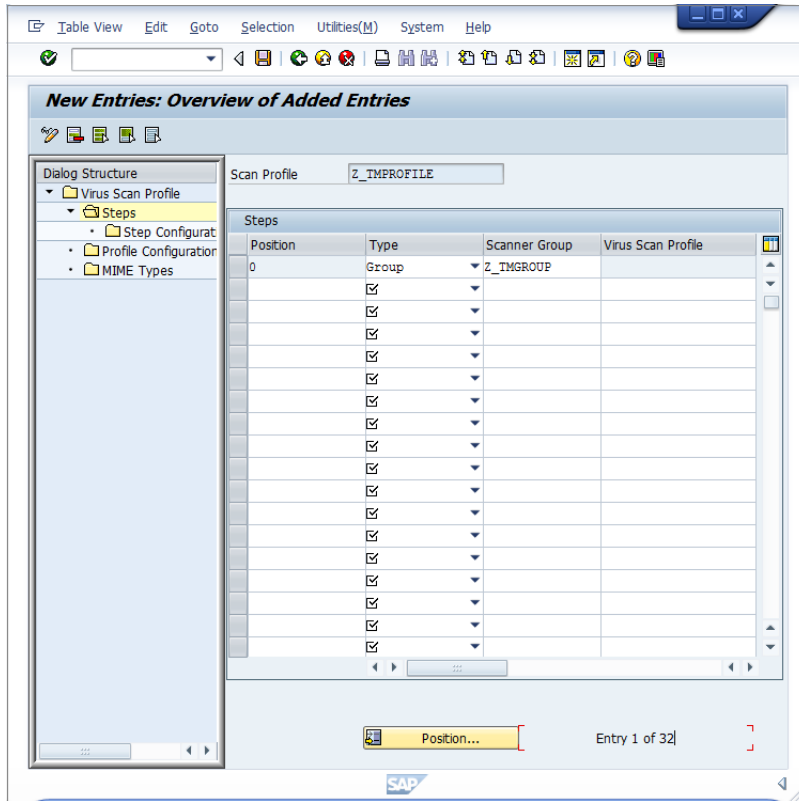 Table View Edit Goto Selection Utilities(M) System Help
New Entries: Overview of Added Entries
Dialog Structure
Virus Scan Profile
Steps
Step Configurat
Profile Configuration
MIME Types
Scan Profile Z_TMPROFILE
Steps
Position Type Scanner Group Virus Scan Profile
0 Group Z_TMGROUP
Position... Entry 1 of 32
SAP